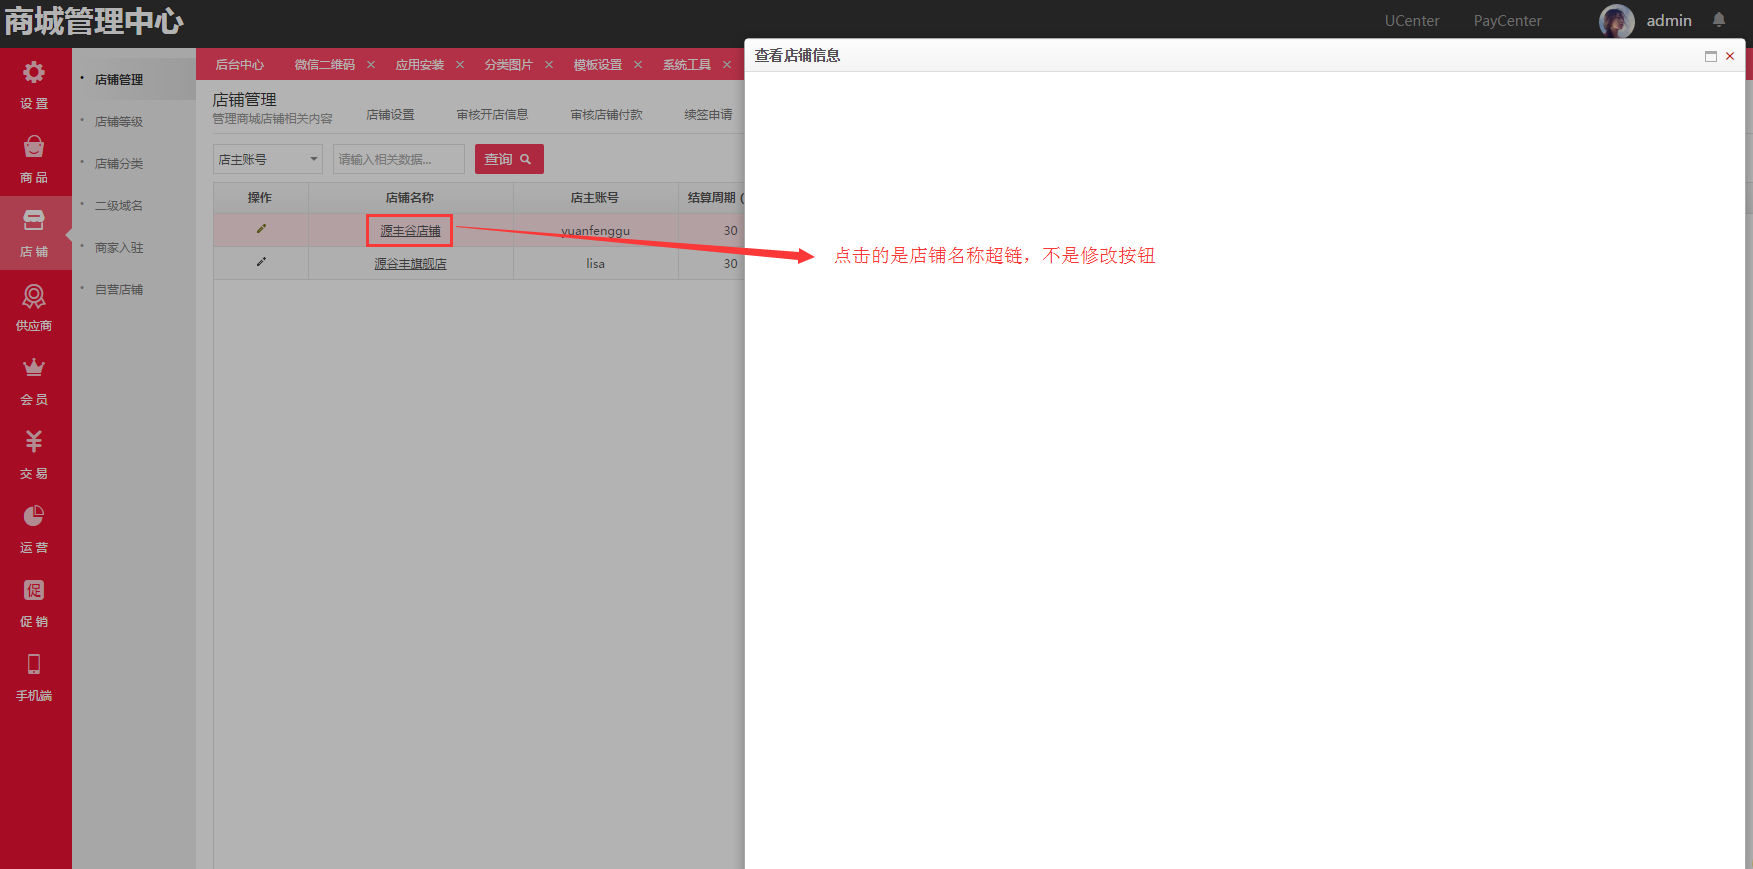 商城管理中心
UCenter PayCenter admin
查看店铺信息
后台中心 微信二维码 应用安装 分类图片 模板设置 系统工具
设置
商品
店铺
供应商
会员
交易
运营
促
促销
手机端
店铺管理
店铺等级
店铺分类
二级域名
商家入驻
自营店铺
店铺管理
管理商城店铺相关内容
店铺设置 审核开店信息 审核店铺付款 续签申请
店主账号 请输入相关数据... 查询
操作 店铺名称 店主账号 结算周期 (
源丰谷店铺 yuanfenggu 30
源谷丰旗舰店 lisa 30
点击的是店铺名称超链，不是修改按钮